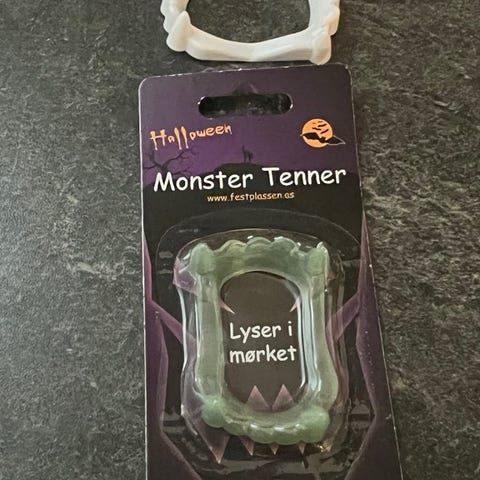 Halloween
Monster Tenner
www.festplassen.as
Lyser i
mørket